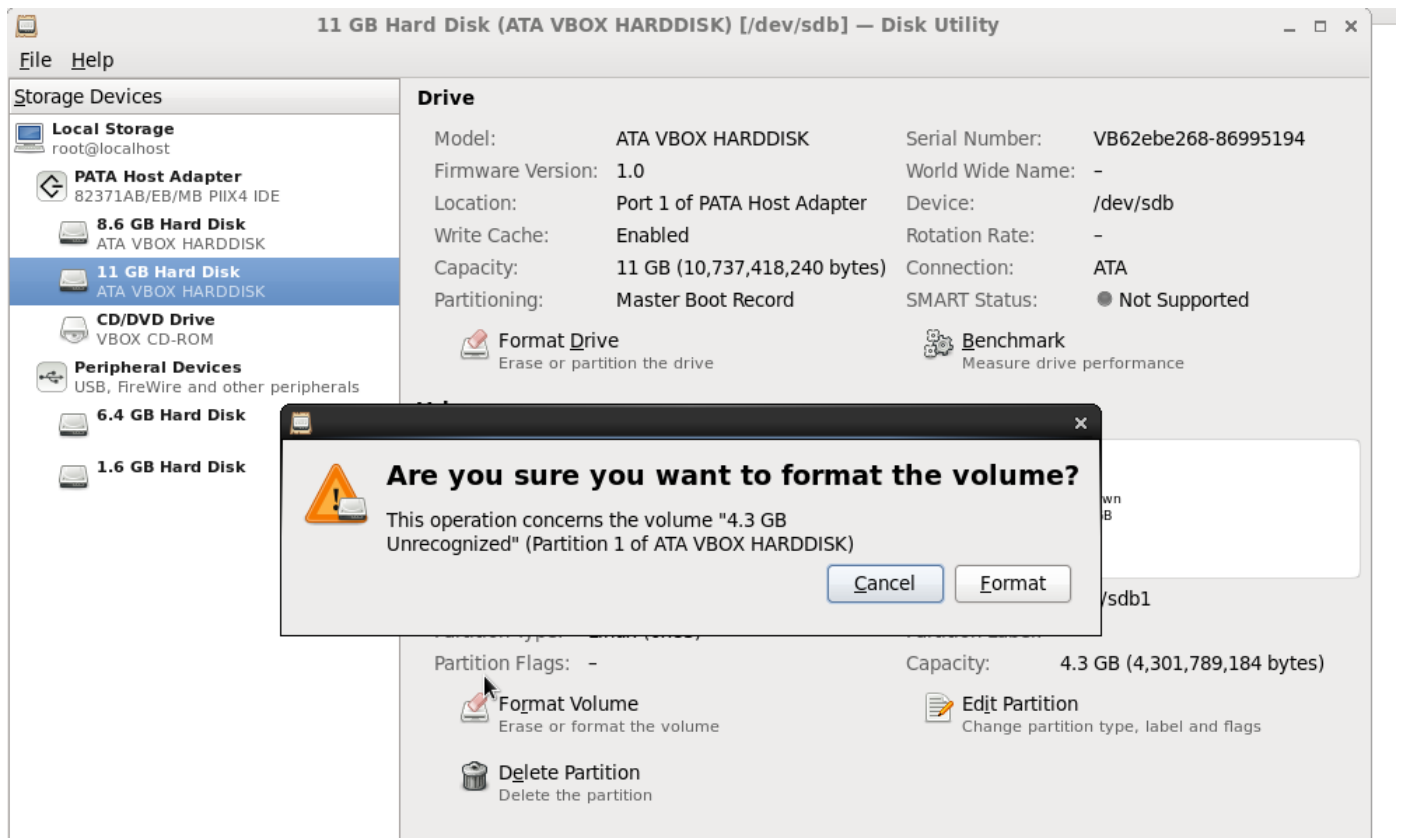 11 GB Hard Disk (ATA VBOX HARDDISK) [/dev/sdb] — Disk Utility
File Help
Storage Devices
Local Storage
root@localhost
PATA Host Adapter
82371AB/EB/MB PIIX4 IDE
8.6 GB Hard Disk
ATA VBOX HARDDISK
11 GB Hard Disk
ATA VBOX HARDDISK
CD/DVD Drive
VBOX CD-ROM
Peripheral Devices
USB, FireWire and other peripherals
6.4 GB Hard Disk
1.6 GB Hard Disk
Drive
Model: ATA VBOX HARDDISK Serial Number: VB62ebe268-86995194
Firmware Version: 1.0 World Wide Name: –
Location: Port 1 of PATA Host Adapter Device: /dev/sdb
Write Cache: Enabled Rotation Rate: –
Capacity: 11 GB (10,737,418,240 bytes) Connection: ATA
Partitioning: Master Boot Record SMART Status: Not Supported
Format Drive Benchmark
Erase or partition the drive Measure drive performance
Are you sure you want to format the volume?
This operation concerns the volume "4.3 GB
Unrecognized" (Partition 1 of ATA VBOX HARDDISK)
Cancel Format
wn
/sdb1
Partition Flags: – Capacity: 4.3 GB (4,301,789,184 bytes)
Format Volume Edit Partition
Erase or format the volume Change partition type, label and flags
Delete Partition
Delete the partition